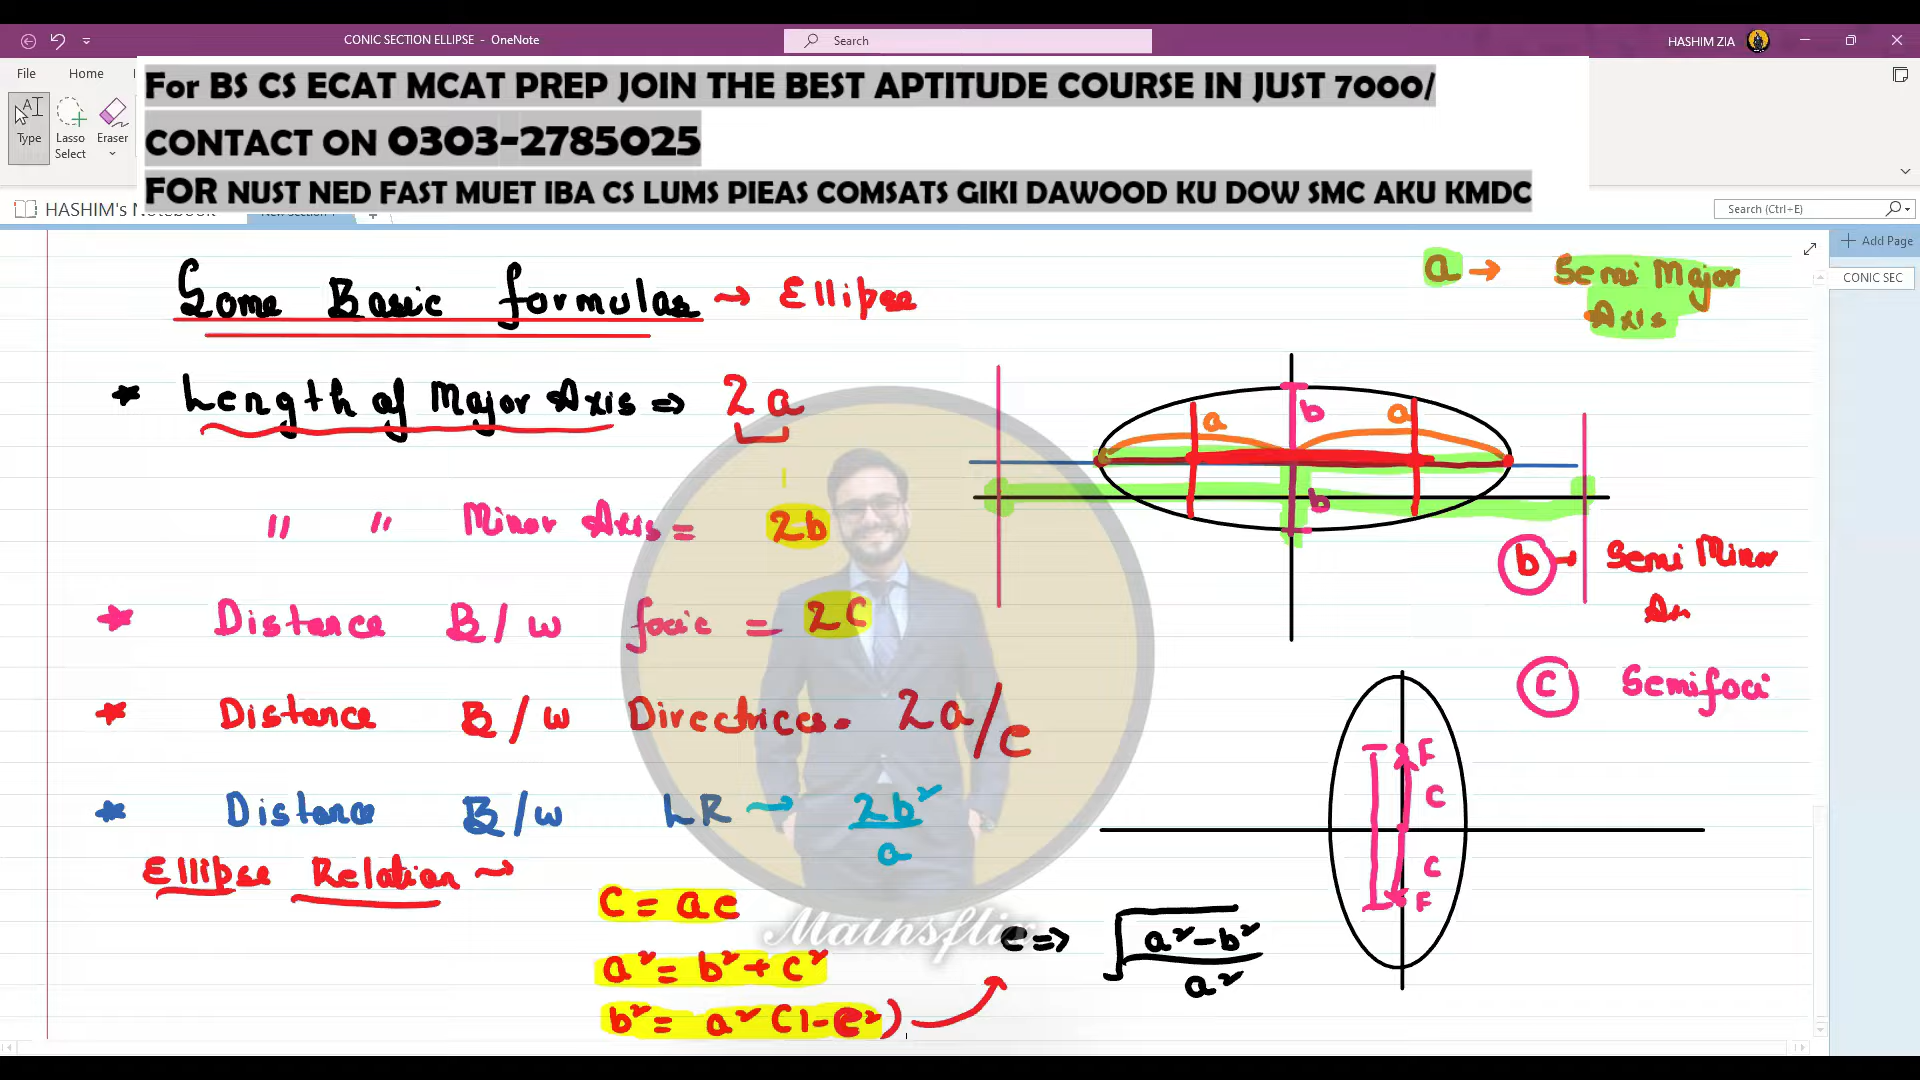 CONIC SECTION ELLIPSE - OneNote
Search
HASHIM ZIA
File Home
For BS CS ECAT MCAT PREP JOIN THE BEST APTITUDE COURSE IN JUST 7000/
CONTACT ON 0303-2785025
FOR NUST NED FAST MUET IBA CS LUMS PIEAS COMSATS GIKI DAWOOD KU DOW SMC AKU KMDC
Type
Lasso Select
Eraser
HASHIM's Notebook
Search (Ctrl+E)
Add Page
CONIC SEC
Some Basic formulas → Ellipse
a → Semi Major
Axis
* Length of Major Axis ⇒ 2a
a b a
b
" " Minor Axis = 2b
b → Semi Minor
Ax
* Distance B/w focic = 2C
C Semifoci
* Distance B/w Directrices = 2a/e
F
C
C
F
* Distance B/w LR → 2b²/a
Ellipse Relation →
C = ae
a² = b² + c²
b² = a² (1-e²)
e ⇒ √(a²-b²/a²)
Mainsflix